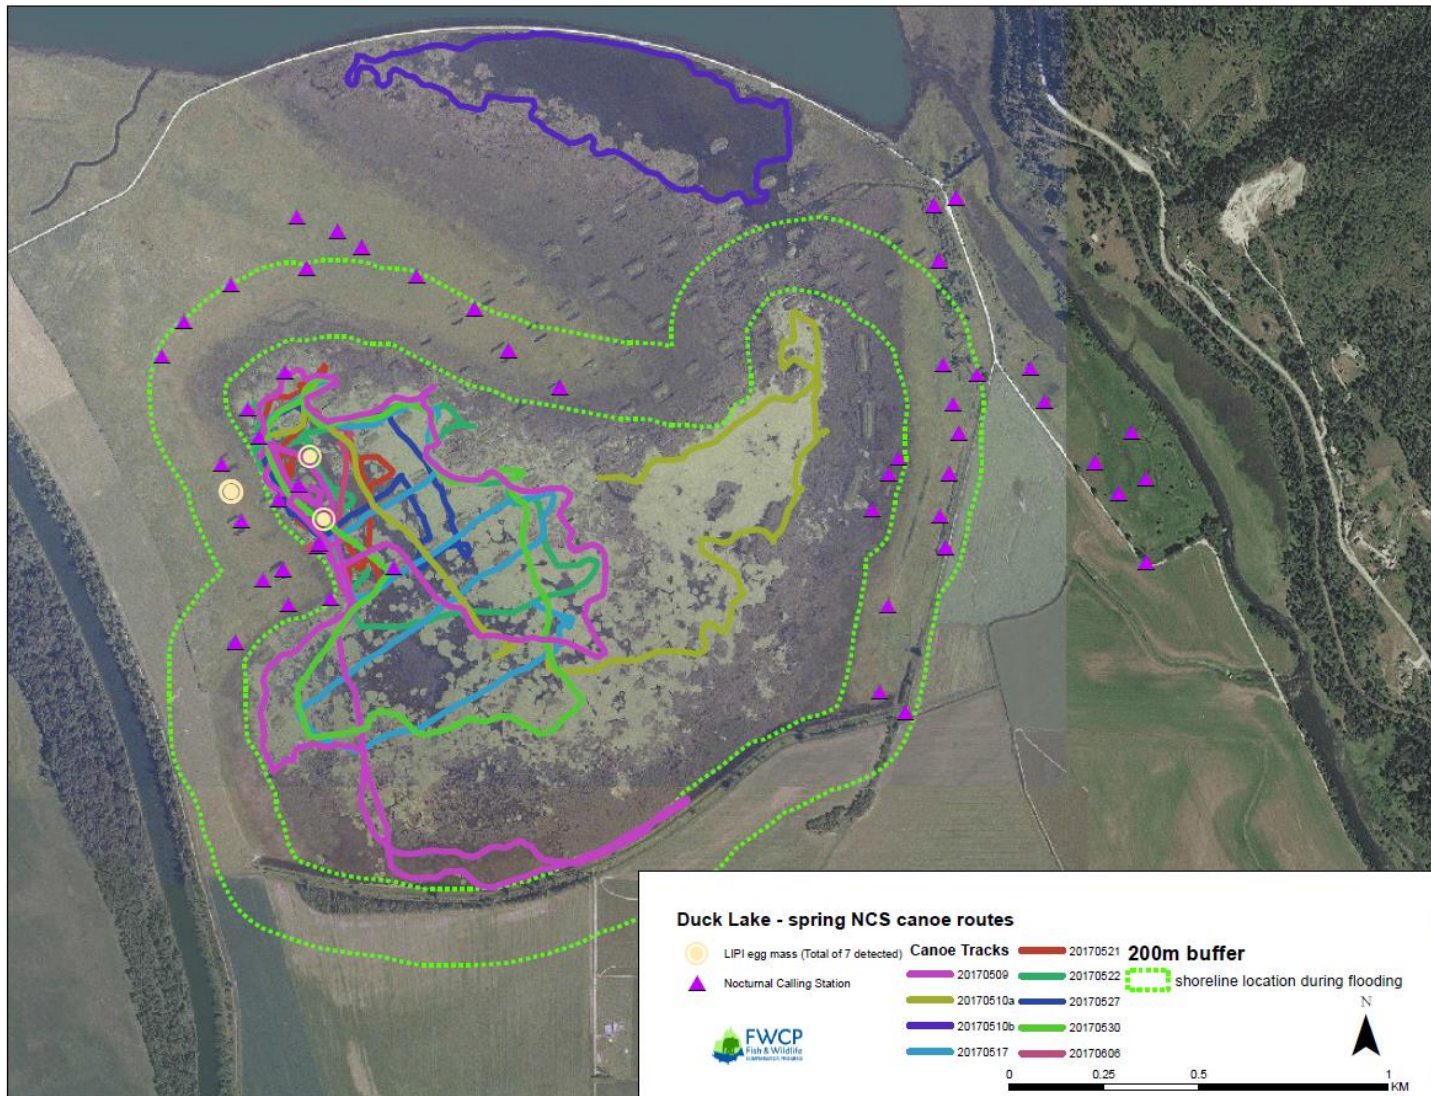 Duck Lake - spring NCS canoe routes
LIPI egg mass (Total of 7 detected)
Nocturnal Calling Station
FWCP
Fish & Wildlife
COMPENSATION PROGRAM
Canoe Tracks
20170509
20170510a
20170510b
20170517
20170521
20170522
20170527
20170530
20170606
200m buffer
shoreline location during flooding
N
0 0.25 0.5 1
KM